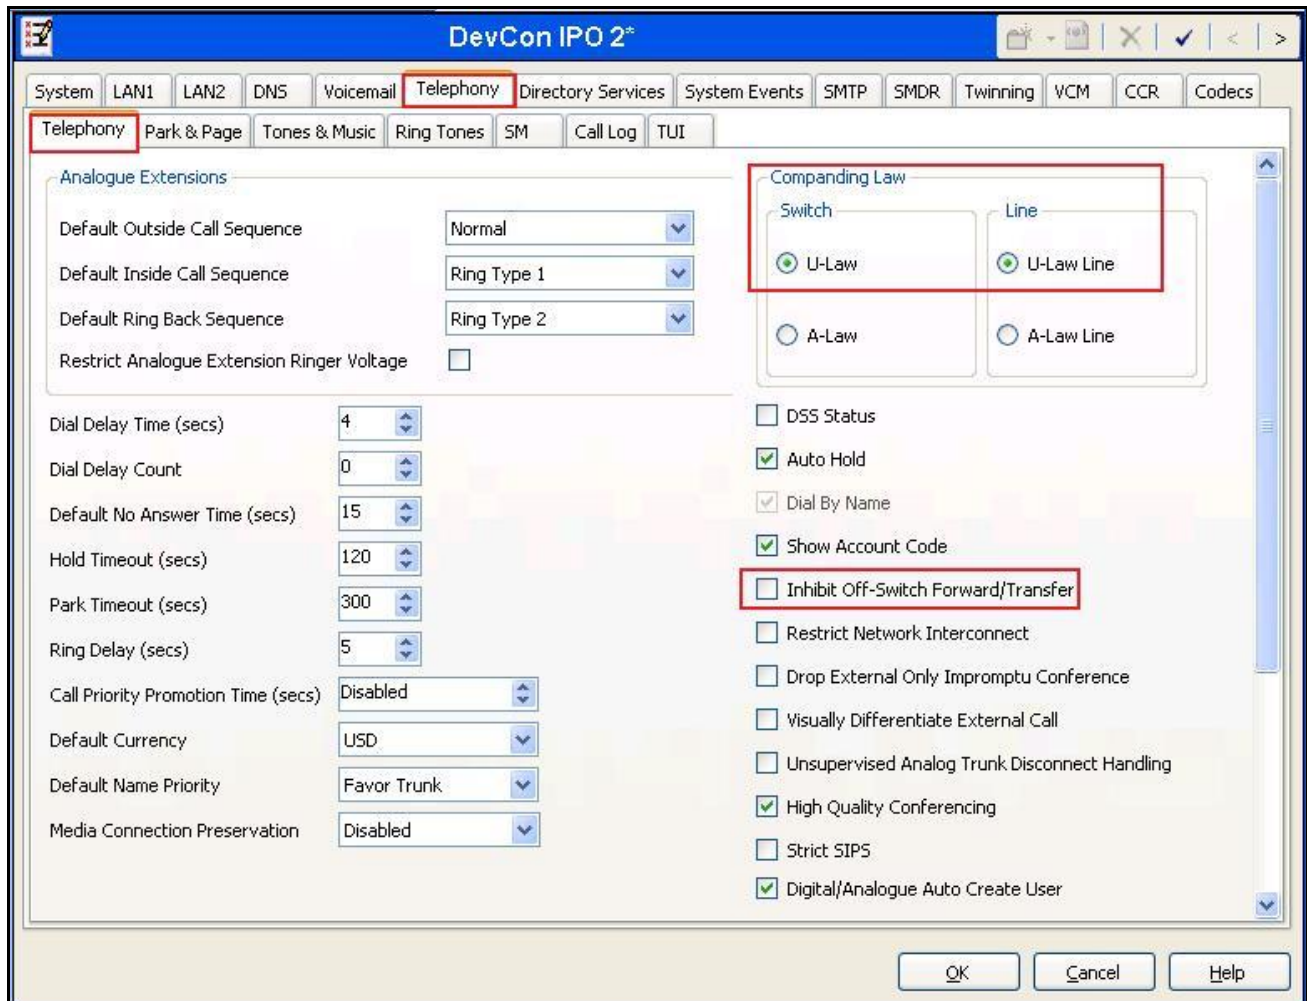 DevCon IPO 2*
System LAN1 LAN2 DNS Voicemail Telephony Directory Services System Events SMTP SMDR Twinning VCM CCR Codecs
Telephony Park & Page Tones & Music Ring Tones SM Call Log TUI
Analogue Extensions
Default Outside Call Sequence Normal
Default Inside Call Sequence Ring Type 1
Default Ring Back Sequence Ring Type 2
Restrict Analogue Extension Ringer Voltage
Dial Delay Time (secs) 4
Dial Delay Count 0
Default No Answer Time (secs) 15
Hold Timeout (secs) 120
Park Timeout (secs) 300
Ring Delay (secs) 5
Call Priority Promotion Time (secs) Disabled
Default Currency USD
Default Name Priority Favor Trunk
Media Connection Preservation Disabled
Companding Law
Switch Line
U-Law U-Law Line
A-Law A-Law Line
DSS Status
Auto Hold
Dial By Name
Show Account Code
Inhibit Off-Switch Forward/Transfer
Restrict Network Interconnect
Drop External Only Impromptu Conference
Visually Differentiate External Call
Unsupervised Analog Trunk Disconnect Handling
High Quality Conferencing
Strict SIPS
Digital/Analogue Auto Create User
OK Cancel Help